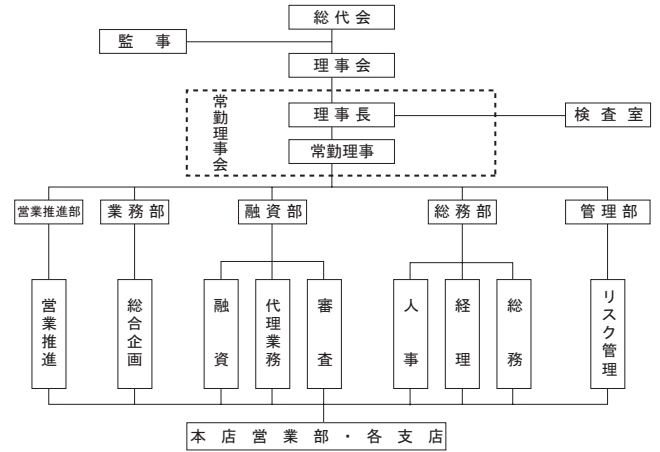 総代会
監事
理事会
常勤理事会
理事長
検査室
常勤理事
営業推進部
業務部
融資部
総務部
管理部
営業推進
総合企画
融資
代理業務
審査
人事
経理
総務
リスク管理
本店営業部・各支店